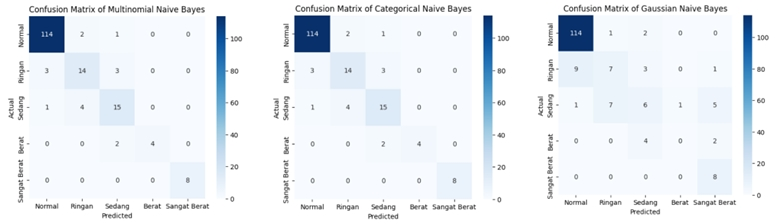 Confusion Matrix of Multinomial Naive Bayes
Normal 114 2 1 0 0
Ringan 3 14 3 0 0
Sedang 1 4 15 0 0
Berat 0 0 2 4 0
Sangat Berat 0 0 0 0 8
Actual
Normal Ringan Sedang Berat Sangat Berat
Predicted
100
80
60
40
20
0
Confusion Matrix of Categorical Naive Bayes
Normal 114 2 1 0 0
Ringan 3 14 3 0 0
Sedang 1 4 15 0 0
Berat 0 0 2 4 0
Sangat Berat 0 0 0 0 8
Actual
Normal Ringan Sedang Berat Sangat Berat
Predicted
100
80
60
40
20
0
Confusion Matrix of Gaussian Naive Bayes
Normal 114 1 2 0 0
Ringan 9 7 3 0 1
Sedang 1 7 6 1 5
Berat 0 0 4 0 2
Sangat Berat 0 0 0 0 8
Actual
Normal Ringan Sedang Berat Sangat Berat
Predicted
100
80
60
40
20
0